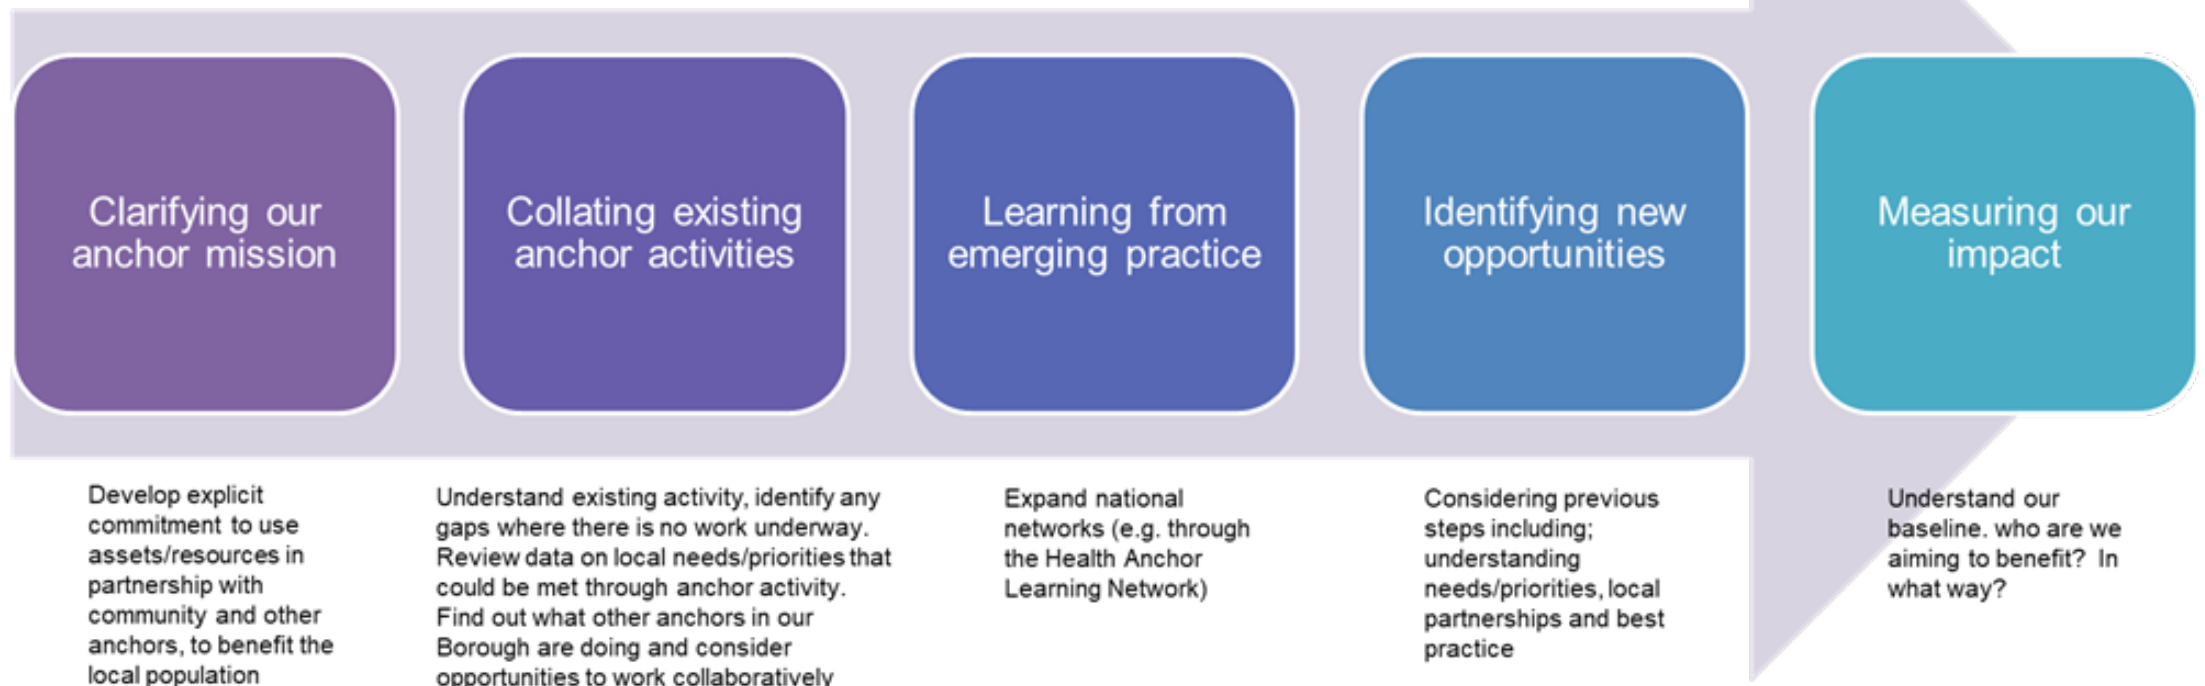 Clarifying our
anchor mission
Collating existing
anchor activities
Learning from
emerging practice
Identifying new
opportunities
Measuring our
impact
Develop explicit
commitment to use
assets/resources in
partnership with
community and other
anchors, to benefit the
local population
Understand existing activity, identify any
gaps where there is no work underway.
Review data on local needs/priorities that
could be met through anchor activity.
Find out what other anchors in our
Borough are doing and consider
opportunities to work collaboratively
Expand national
networks (e.g. through
the Health Anchor
Learning Network)
Considering previous
steps including;
understanding
needs/priorities, local
partnerships and best
practice
Understand our
baseline. who are we
aiming to benefit? In
what way?